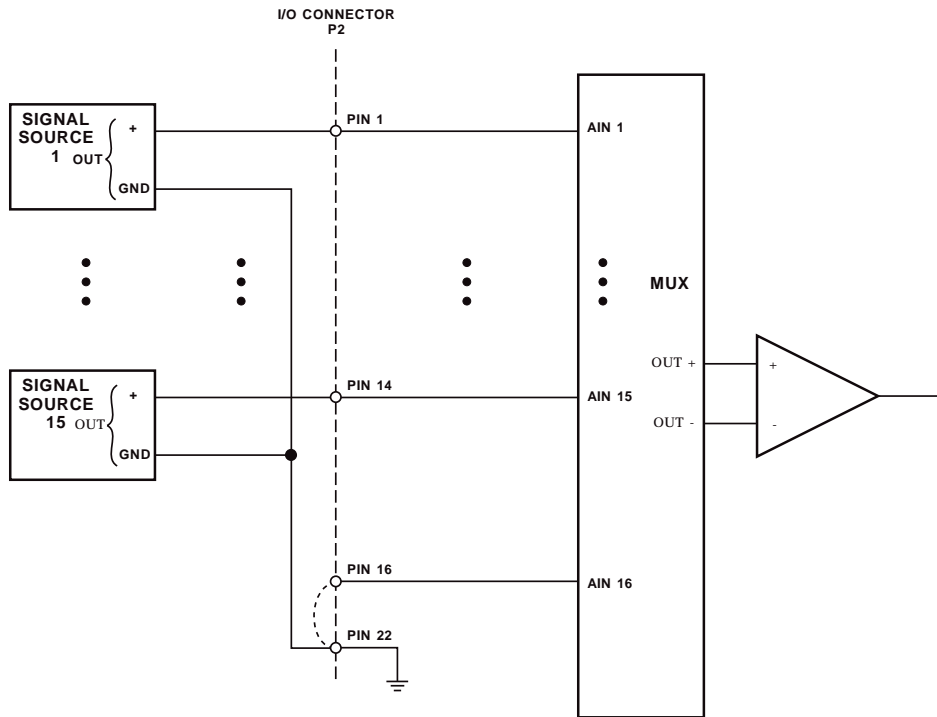 I/O CONNECTOR
P2
SIGNAL
SOURCE
1 OUT
+
GND
PIN 1
AIN 1
MUX
SIGNAL
SOURCE
15 OUT
+
GND
PIN 14
AIN 15
OUT +
OUT -
+
-
PIN 16
AIN 16
PIN 22